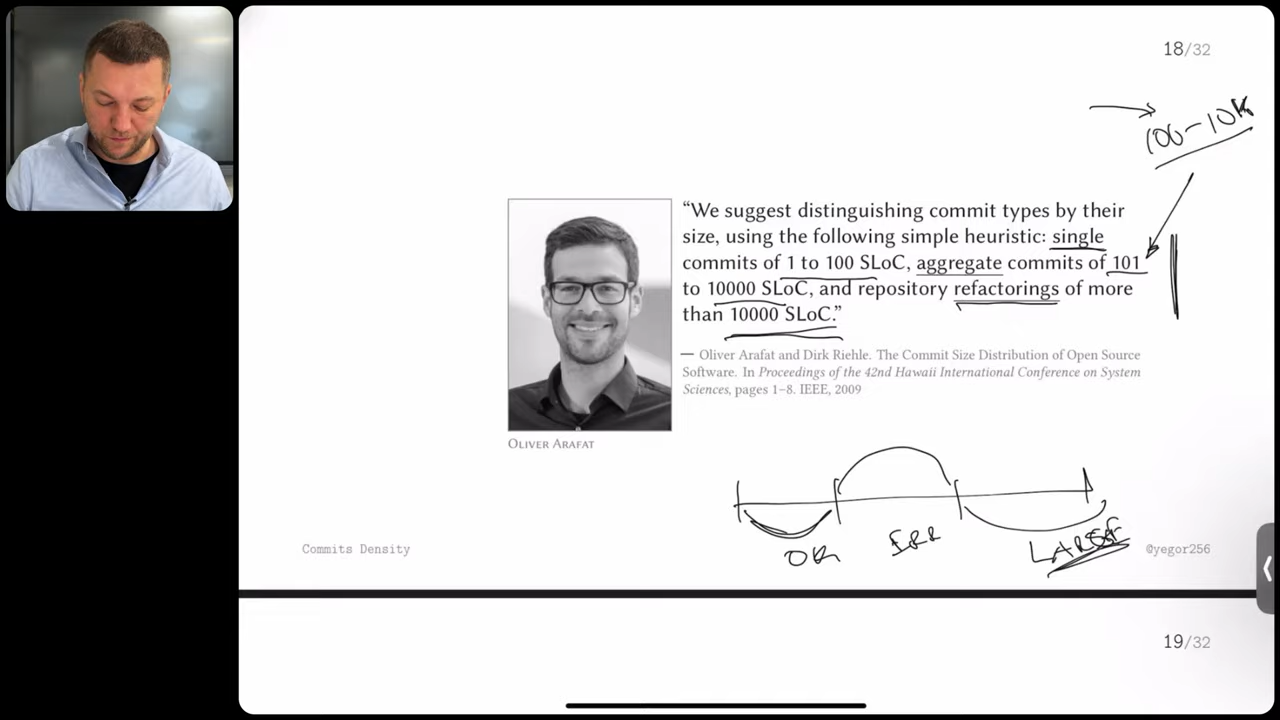 18/32
100-10K
“We suggest distinguishing commit types by their
size, using the following simple heuristic: single
commits of 1 to 100 SLoC, aggregate commits of 101
to 10000 SLoC, and repository refactorings of more
than 10000 SLoC.”
— Oliver Arafat and Dirk Riehle. The Commit Size Distribution of Open Source
Software. In Proceedings of the 42nd Hawaii International Conference on System
Sciences, pages 1–8. IEEE, 2009
OLIVER ARAFAT
OK
LARGE
Commits Density
@yegor256
19/32